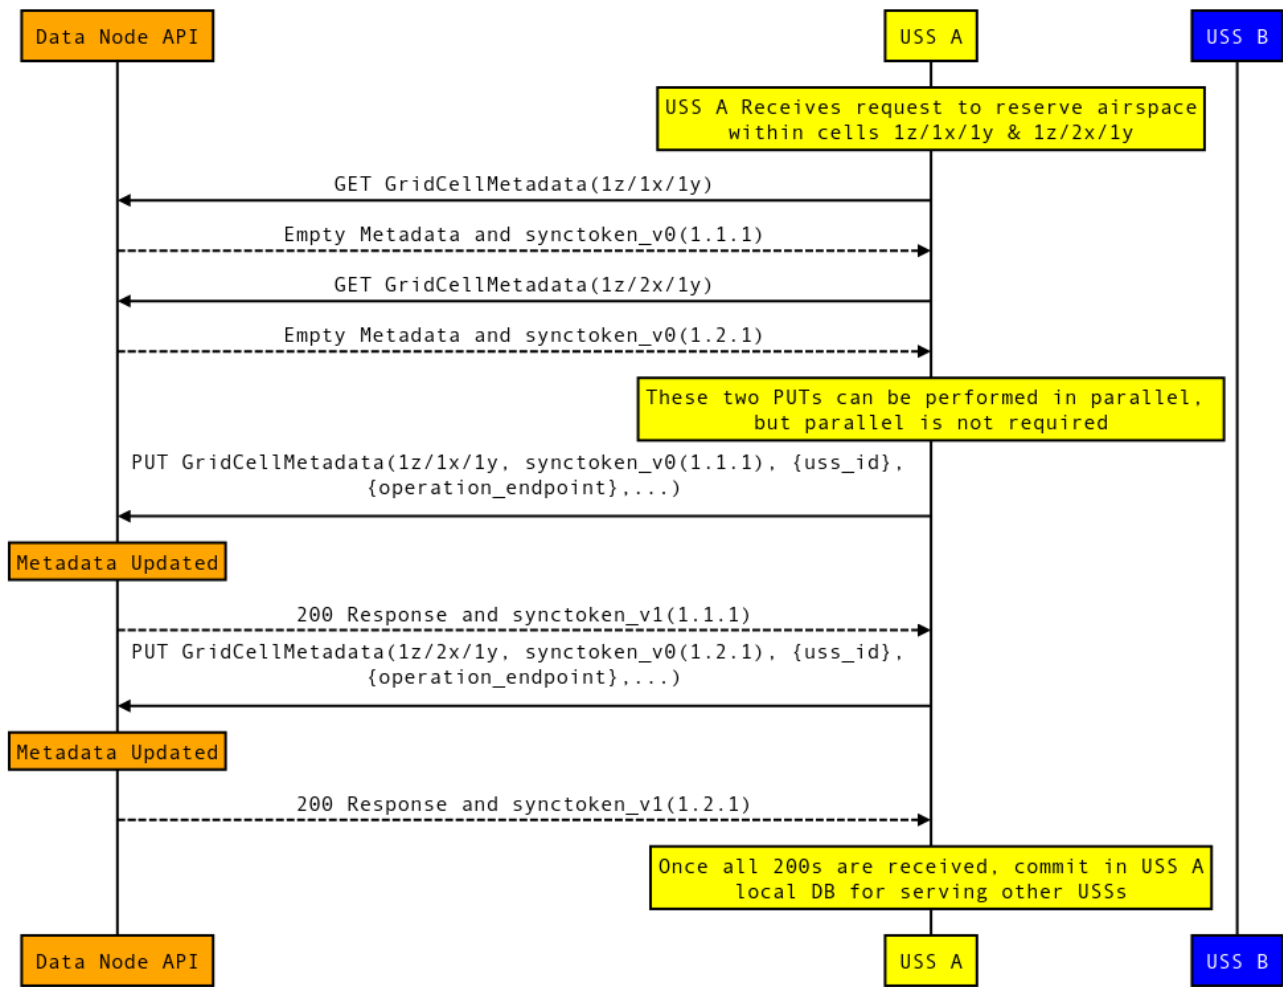 Data Node API
USS A
USS B
USS A Receives request to reserve airspace
within cells 1z/1x/1y & 1z/2x/1y
GET GridCellMetadata(1z/1x/1y)
Empty Metadata and synctoken_v0(1.1.1)
GET GridCellMetadata(1z/2x/1y)
Empty Metadata and synctoken_v0(1.2.1)
These two PUTs can be performed in parallel,
but parallel is not required
PUT GridCellMetadata(1z/1x/1y, synctoken_v0(1.1.1), {uss_id},
{operation_endpoint},...)
Metadata Updated
200 Response and synctoken_v1(1.1.1)
PUT GridCellMetadata(1z/2x/1y, synctoken_v0(1.2.1), {uss_id},
{operation_endpoint},...)
Metadata Updated
200 Response and synctoken_v1(1.2.1)
Once all 200s are received, commit in USS A
local DB for serving other USSs
Data Node API
USS A
USS B